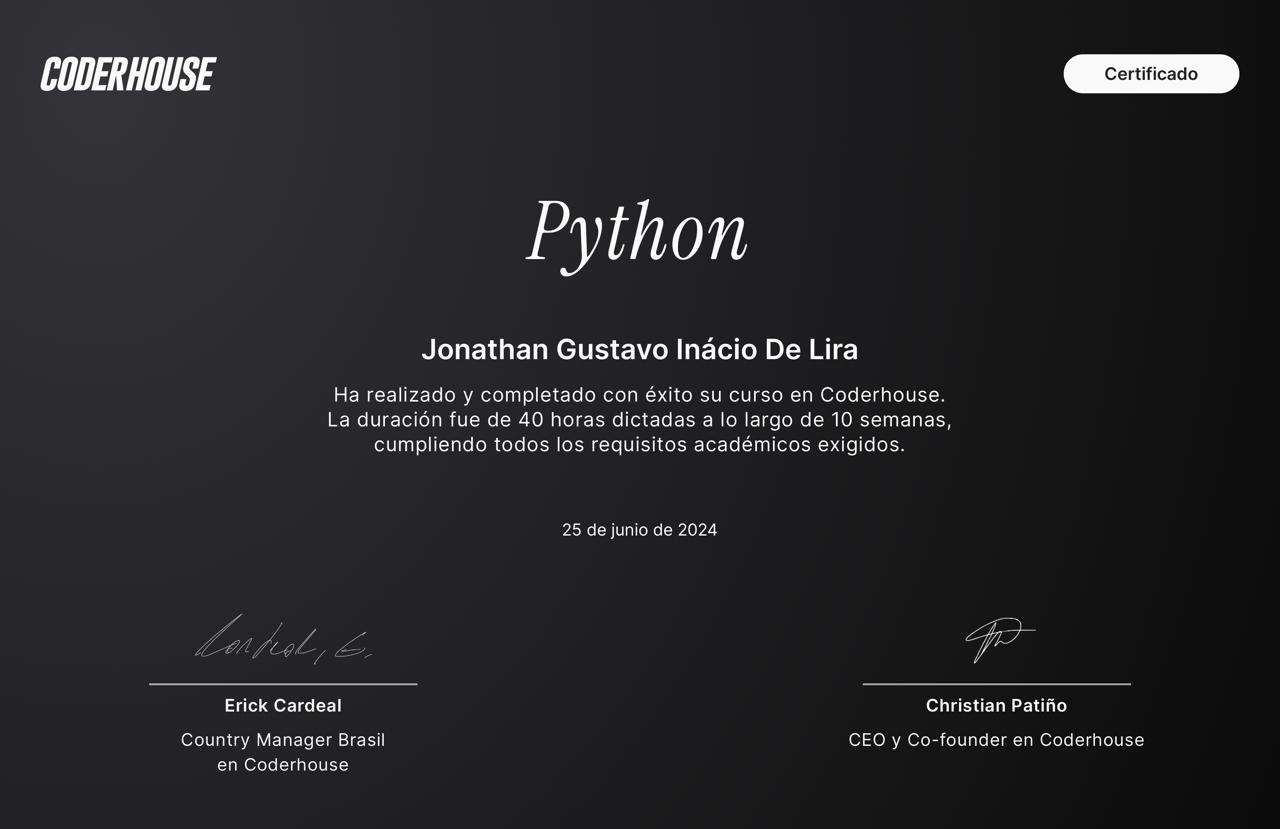 CODERHOUSE
Certificado
Python
Jonathan Gustavo Inácio De Lira
Ha realizado y completado con éxito su curso en Coderhouse.
La duración fue de 40 horas dictadas a lo largo de 10 semanas,
cumpliendo todos los requisitos académicos exigidos.
25 de junio de 2024
Cardeal, E.
Erick Cardeal
Country Manager Brasil
en Coderhouse
Christian Patiño
CEO y Co-founder en Coderhouse